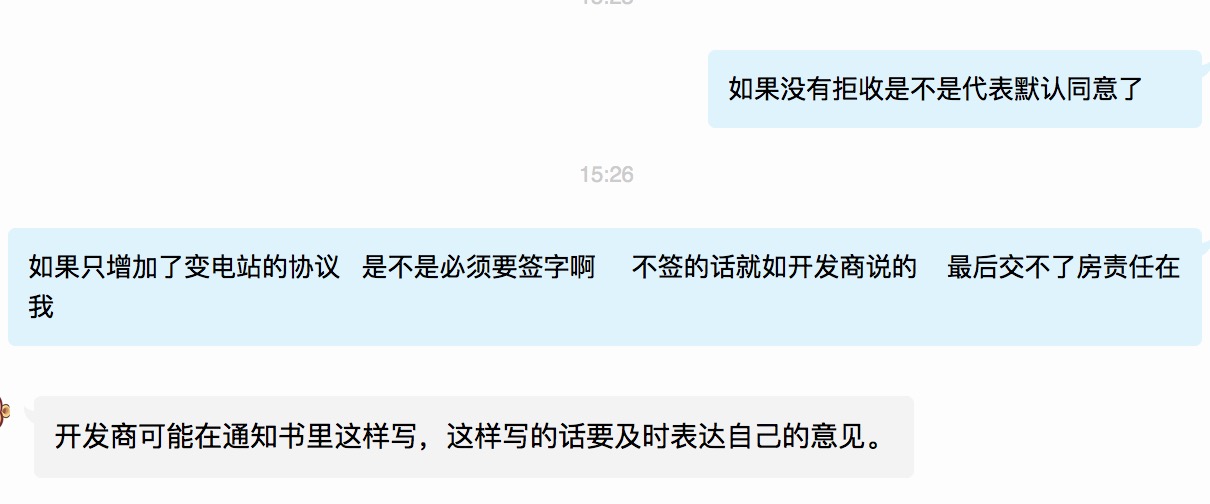 如果没有拒收是不是代表默认同意了
15:26
如果只增加了变电站的协议 是不是必须要签字啊 不签的话就如开发商说的 最后交不了房责任在
我
开发商可能在通知书里这样写，这样写的话要及时表达自己的意见。